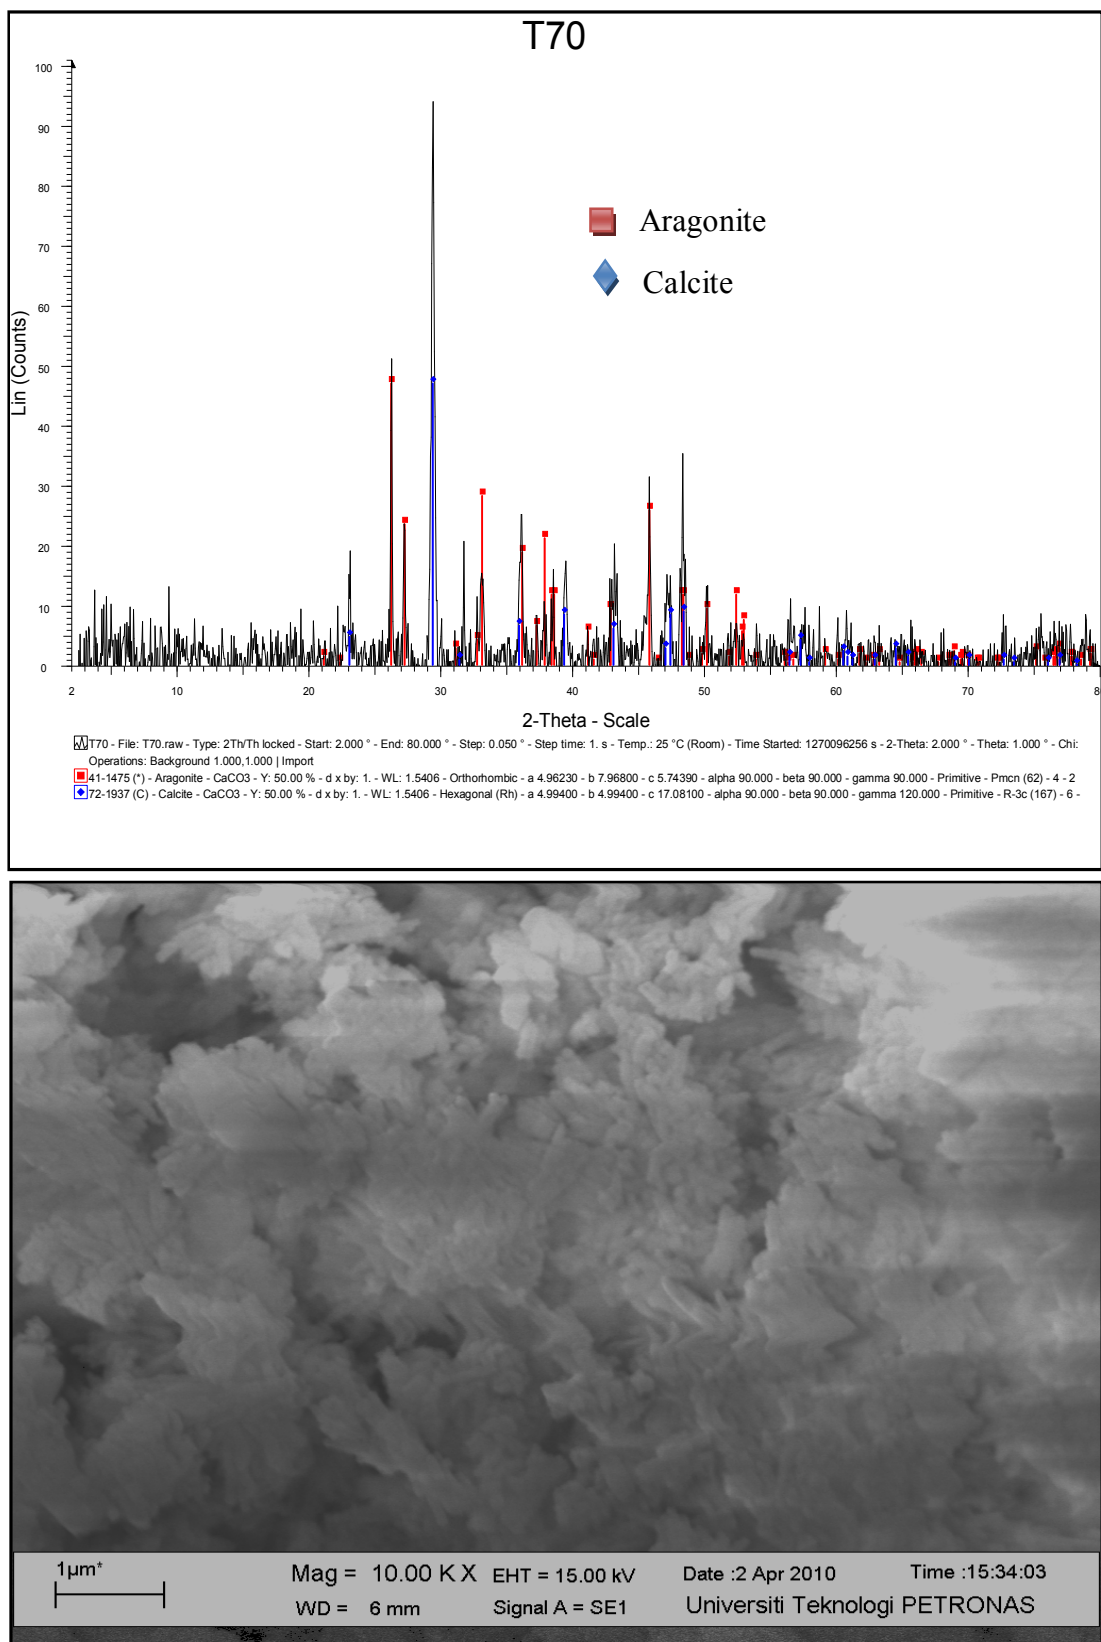 T70
100
90
80
70
60
50
40
30
20
10
0
Lin (Counts)
Aragonite
Calcite
2 10 20 30 40 50 60 70 80
2-Theta - Scale
T70 - File: T70.raw - Type: 2Th/Th locked - Start: 2.000 ° - End: 80.000 ° - Step: 0.050 ° - Step time: 1. s - Temp.: 25 °C (Room) - Time Started: 1270096256 s - 2-Theta: 2.000 ° - Theta: 1.000 ° - Chi:
Operations: Background 1.000,1.000 | Import
41-1475 (*) - Aragonite - CaCO3 - Y: 50.00 % - d x by: 1. - WL: 1.5406 - Orthorhombic - a 4.96230 - b 7.96800 - c 5.74390 - alpha 90.000 - beta 90.000 - gamma 90.000 - Primitive - Pmcn (62) - 4 - 2
72-1937 (C) - Calcite - CaCO3 - Y: 50.00 % - d x by: 1. - WL: 1.5406 - Hexagonal (Rh) - a 4.99400 - b 4.99400 - c 17.08100 - alpha 90.000 - beta 90.000 - gamma 120.000 - Primitive - R-3c (167) - 6 -
1µm* Mag = 10.00 K X EHT = 15.00 kV Date :2 Apr 2010 Time :15:34:03
WD = 6 mm Signal A = SE1 Universiti Teknologi PETRONAS